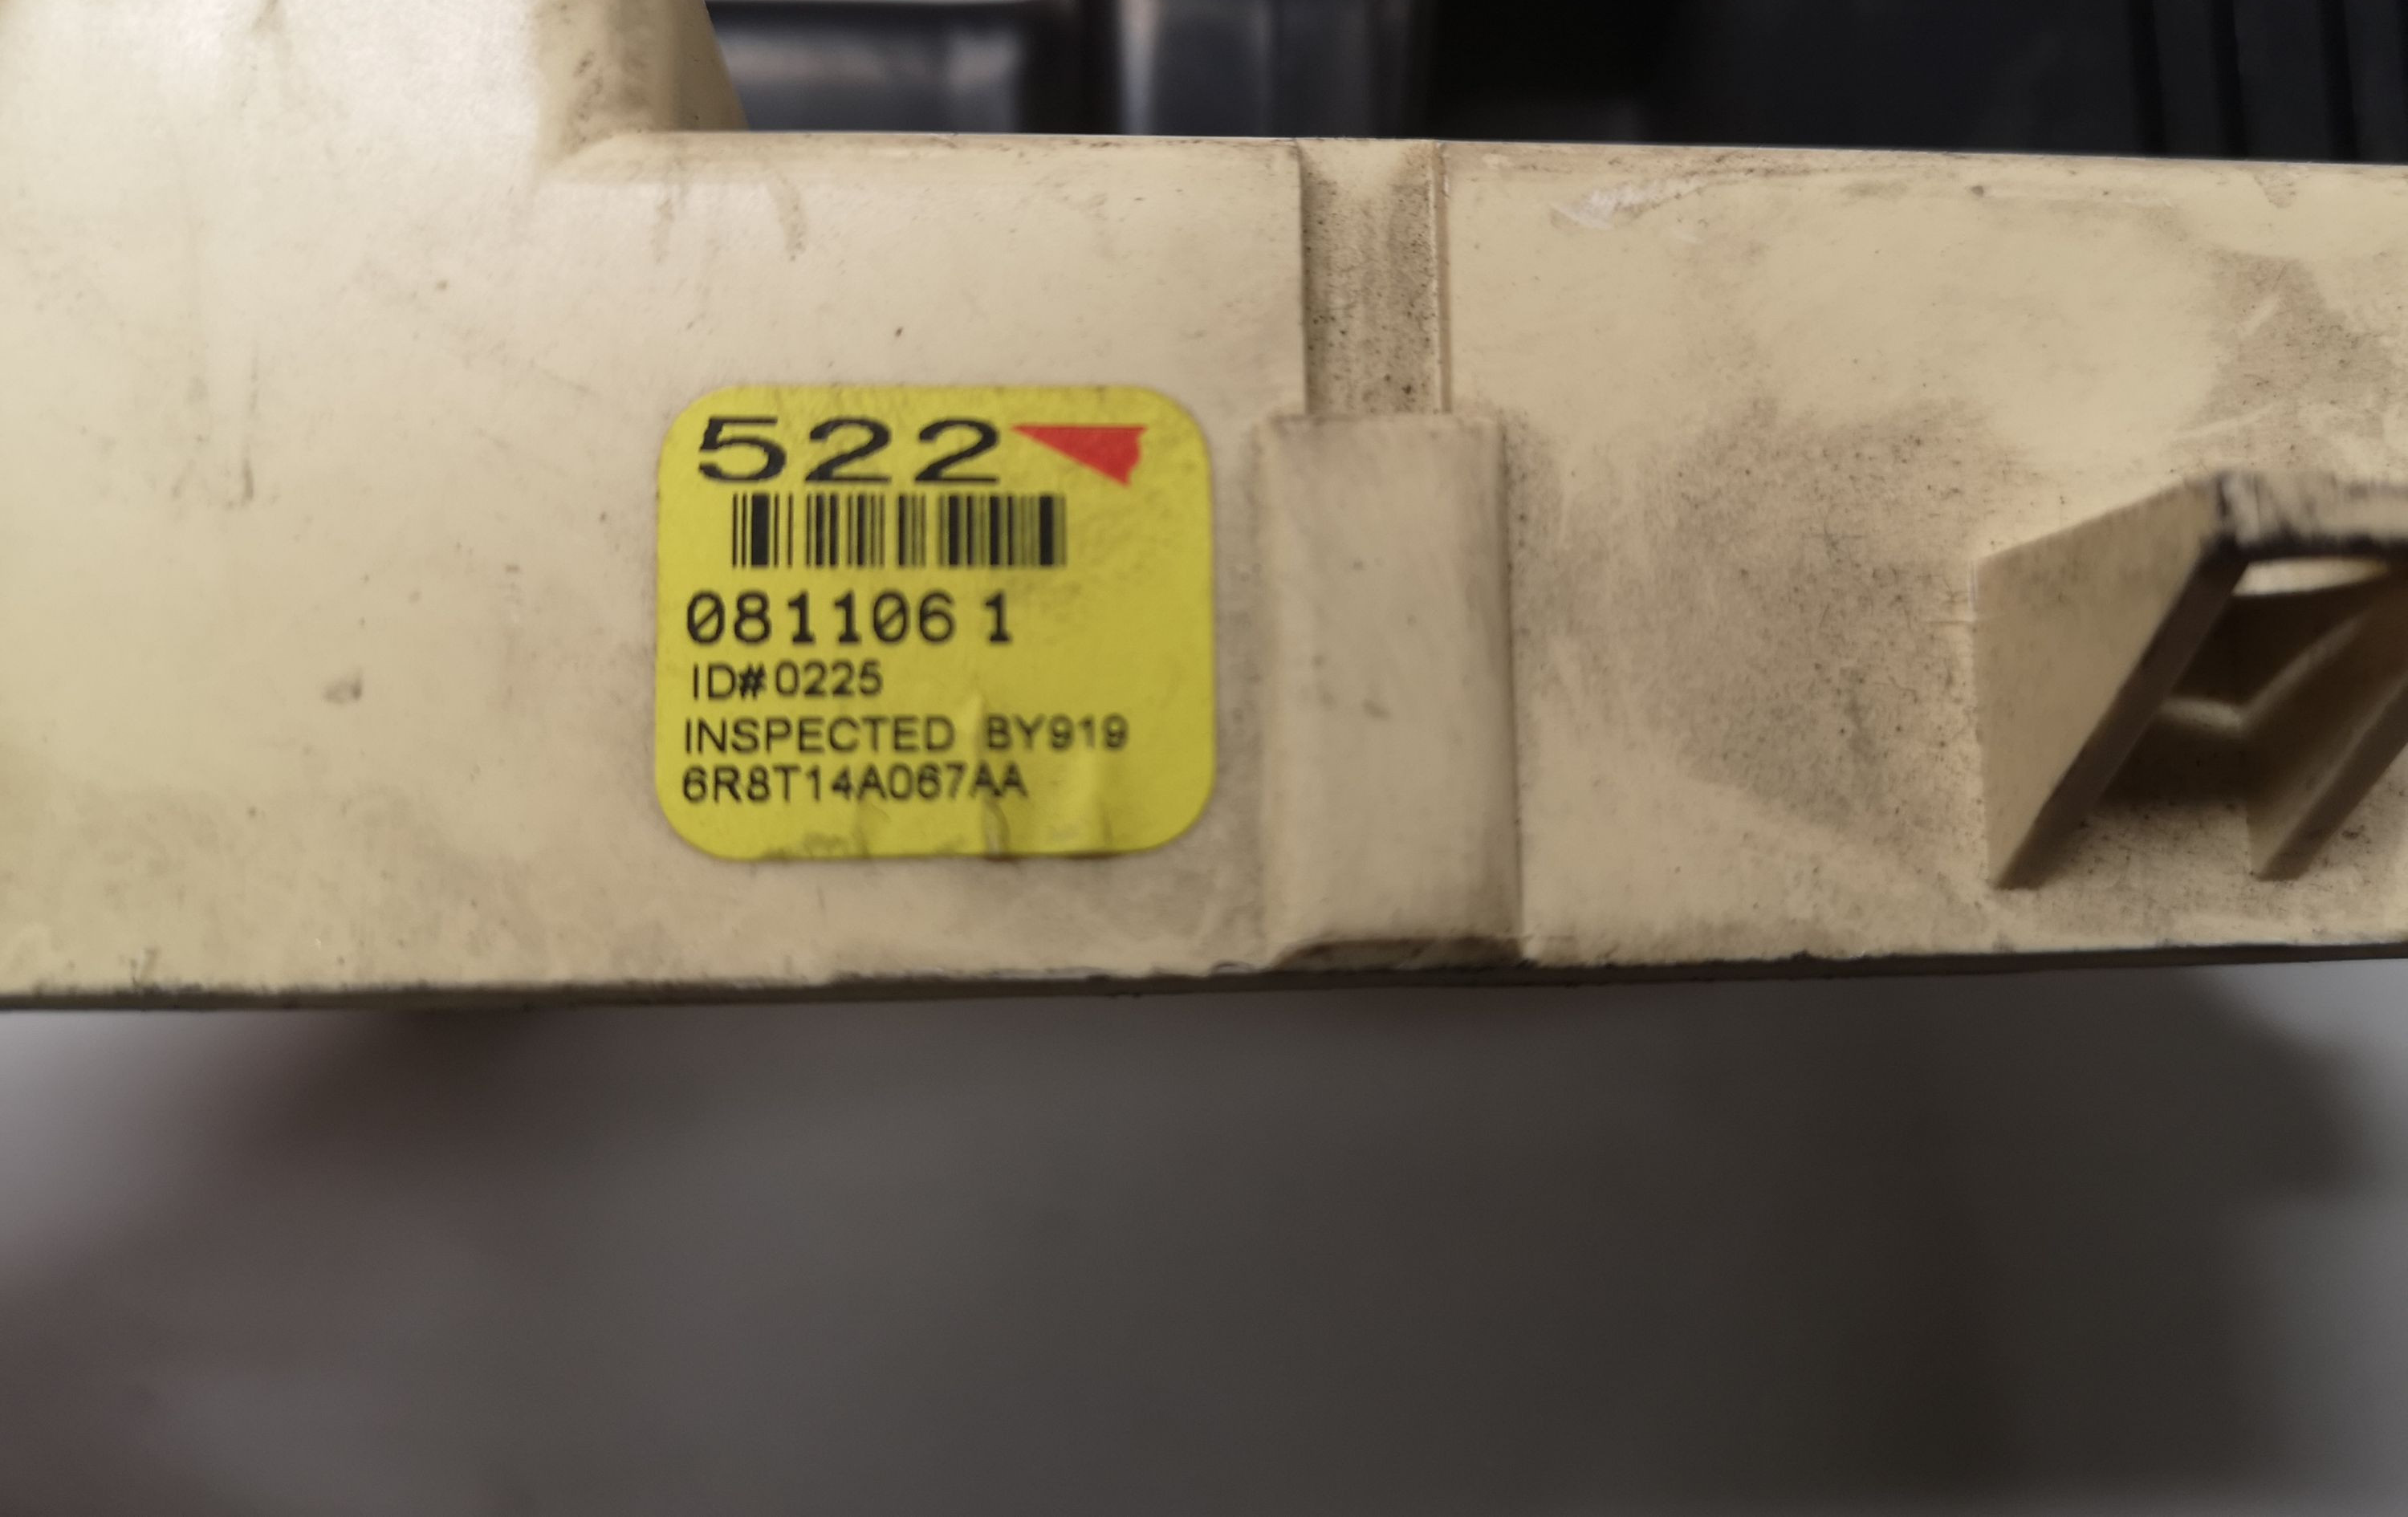 522
0811061
ID#0225
INSPECTED BY919
6R8T14A067AA